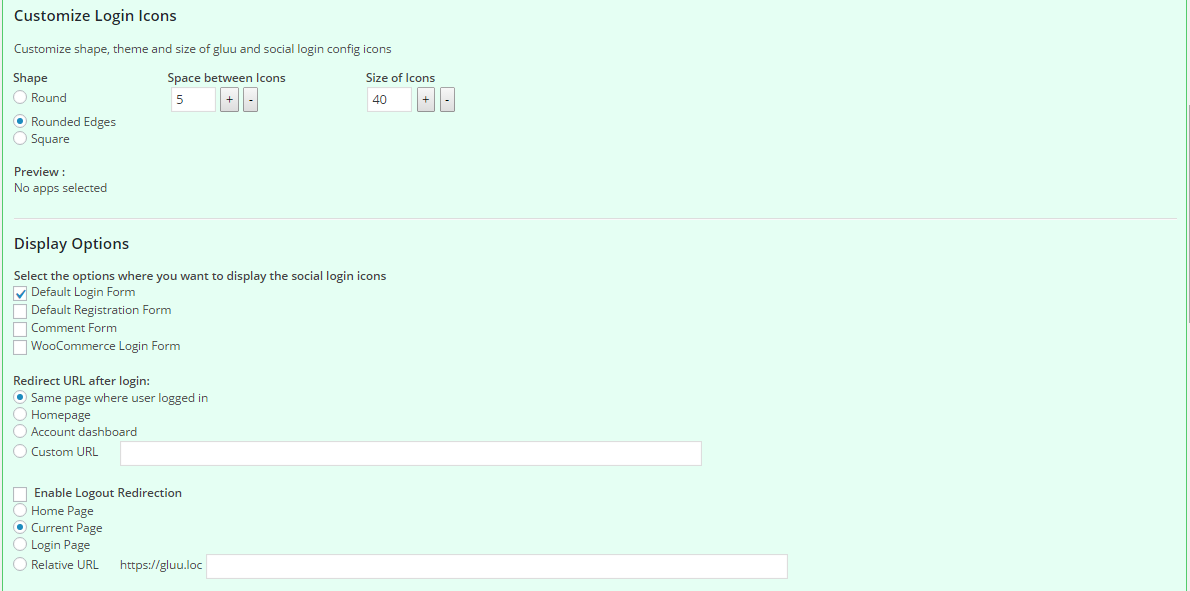 Customize Login Icons
Customize shape, theme and size of gluu and social login config icons
Shape Space between Icons Size of Icons
Round 5 + - 40 + -
Rounded Edges
Square
Preview :
No apps selected
Display Options
Select the options where you want to display the social login icons
Default Login Form
Default Registration Form
Comment Form
WooCommerce Login Form
Redirect URL after login:
Same page where user logged in
Homepage
Account dashboard
Custom URL
Enable Logout Redirection
Home Page
Current Page
Login Page
Relative URL https://gluu.loc